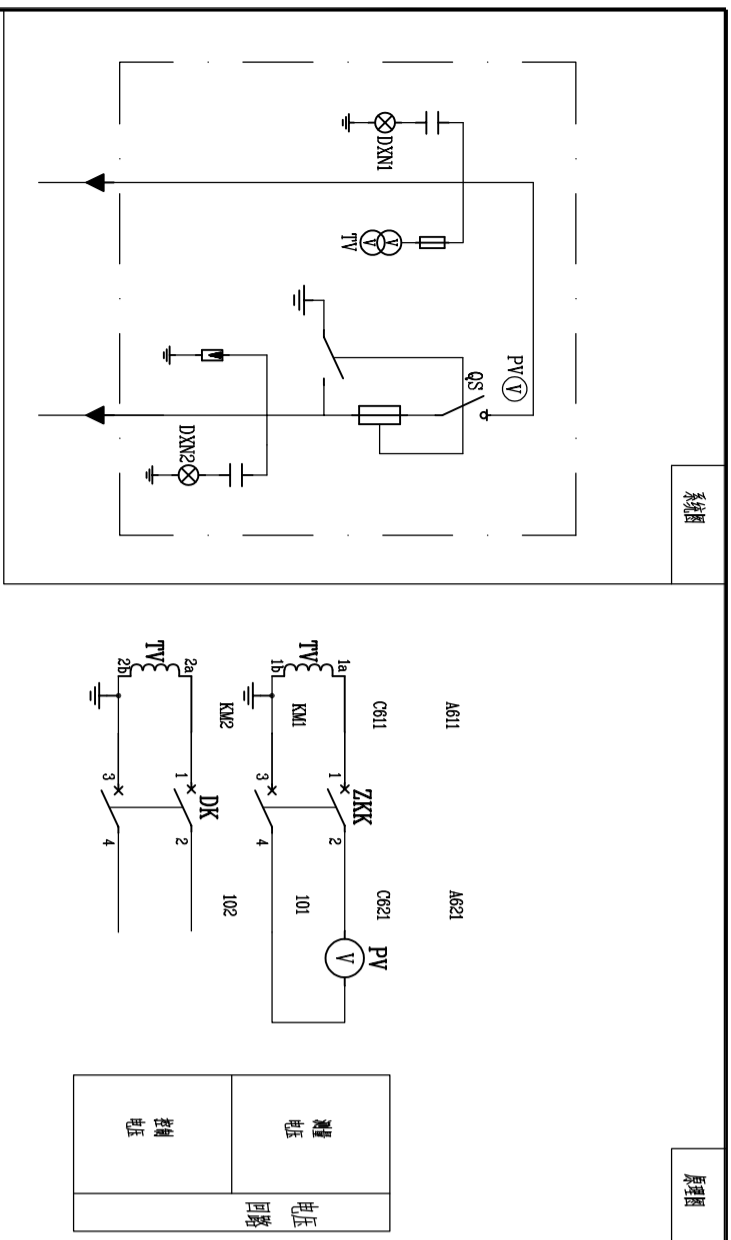 系统图
PV
V
QS
DXN1
TV
V
V
DXN2
原理图
A611
A621
C611
C621
ZKK
PV
V
TV
1a
1b
1
2
3
4
KM1
101
KM2
102
DK
TV
2a
2b
1
2
3
4
测量
电压
控制
电压
电压
回路